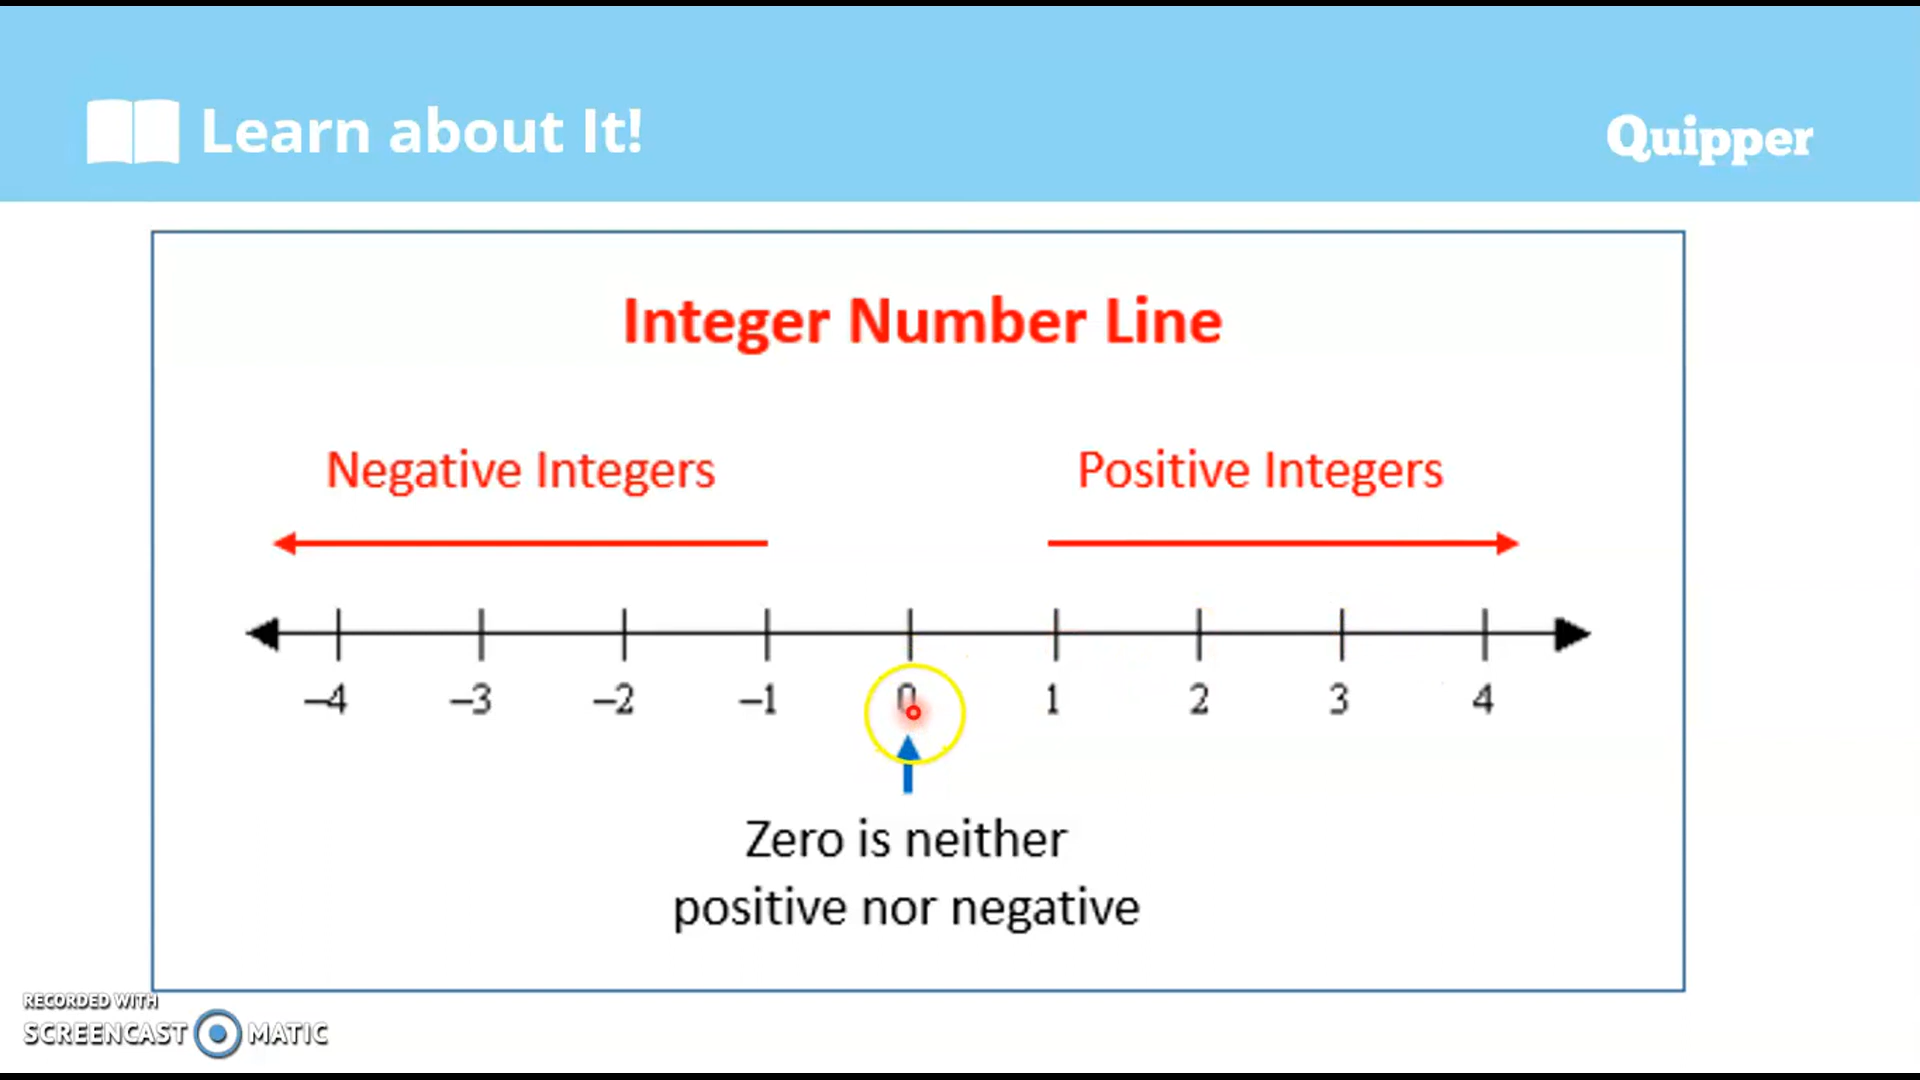 Learn about It!
Quipper
Integer Number Line
Negative Integers
Positive Integers
–4 –3 –2 –1 0 1 2 3 4
Zero is neither
positive nor negative
RECORDED WITH
SCREENCAST MATIC